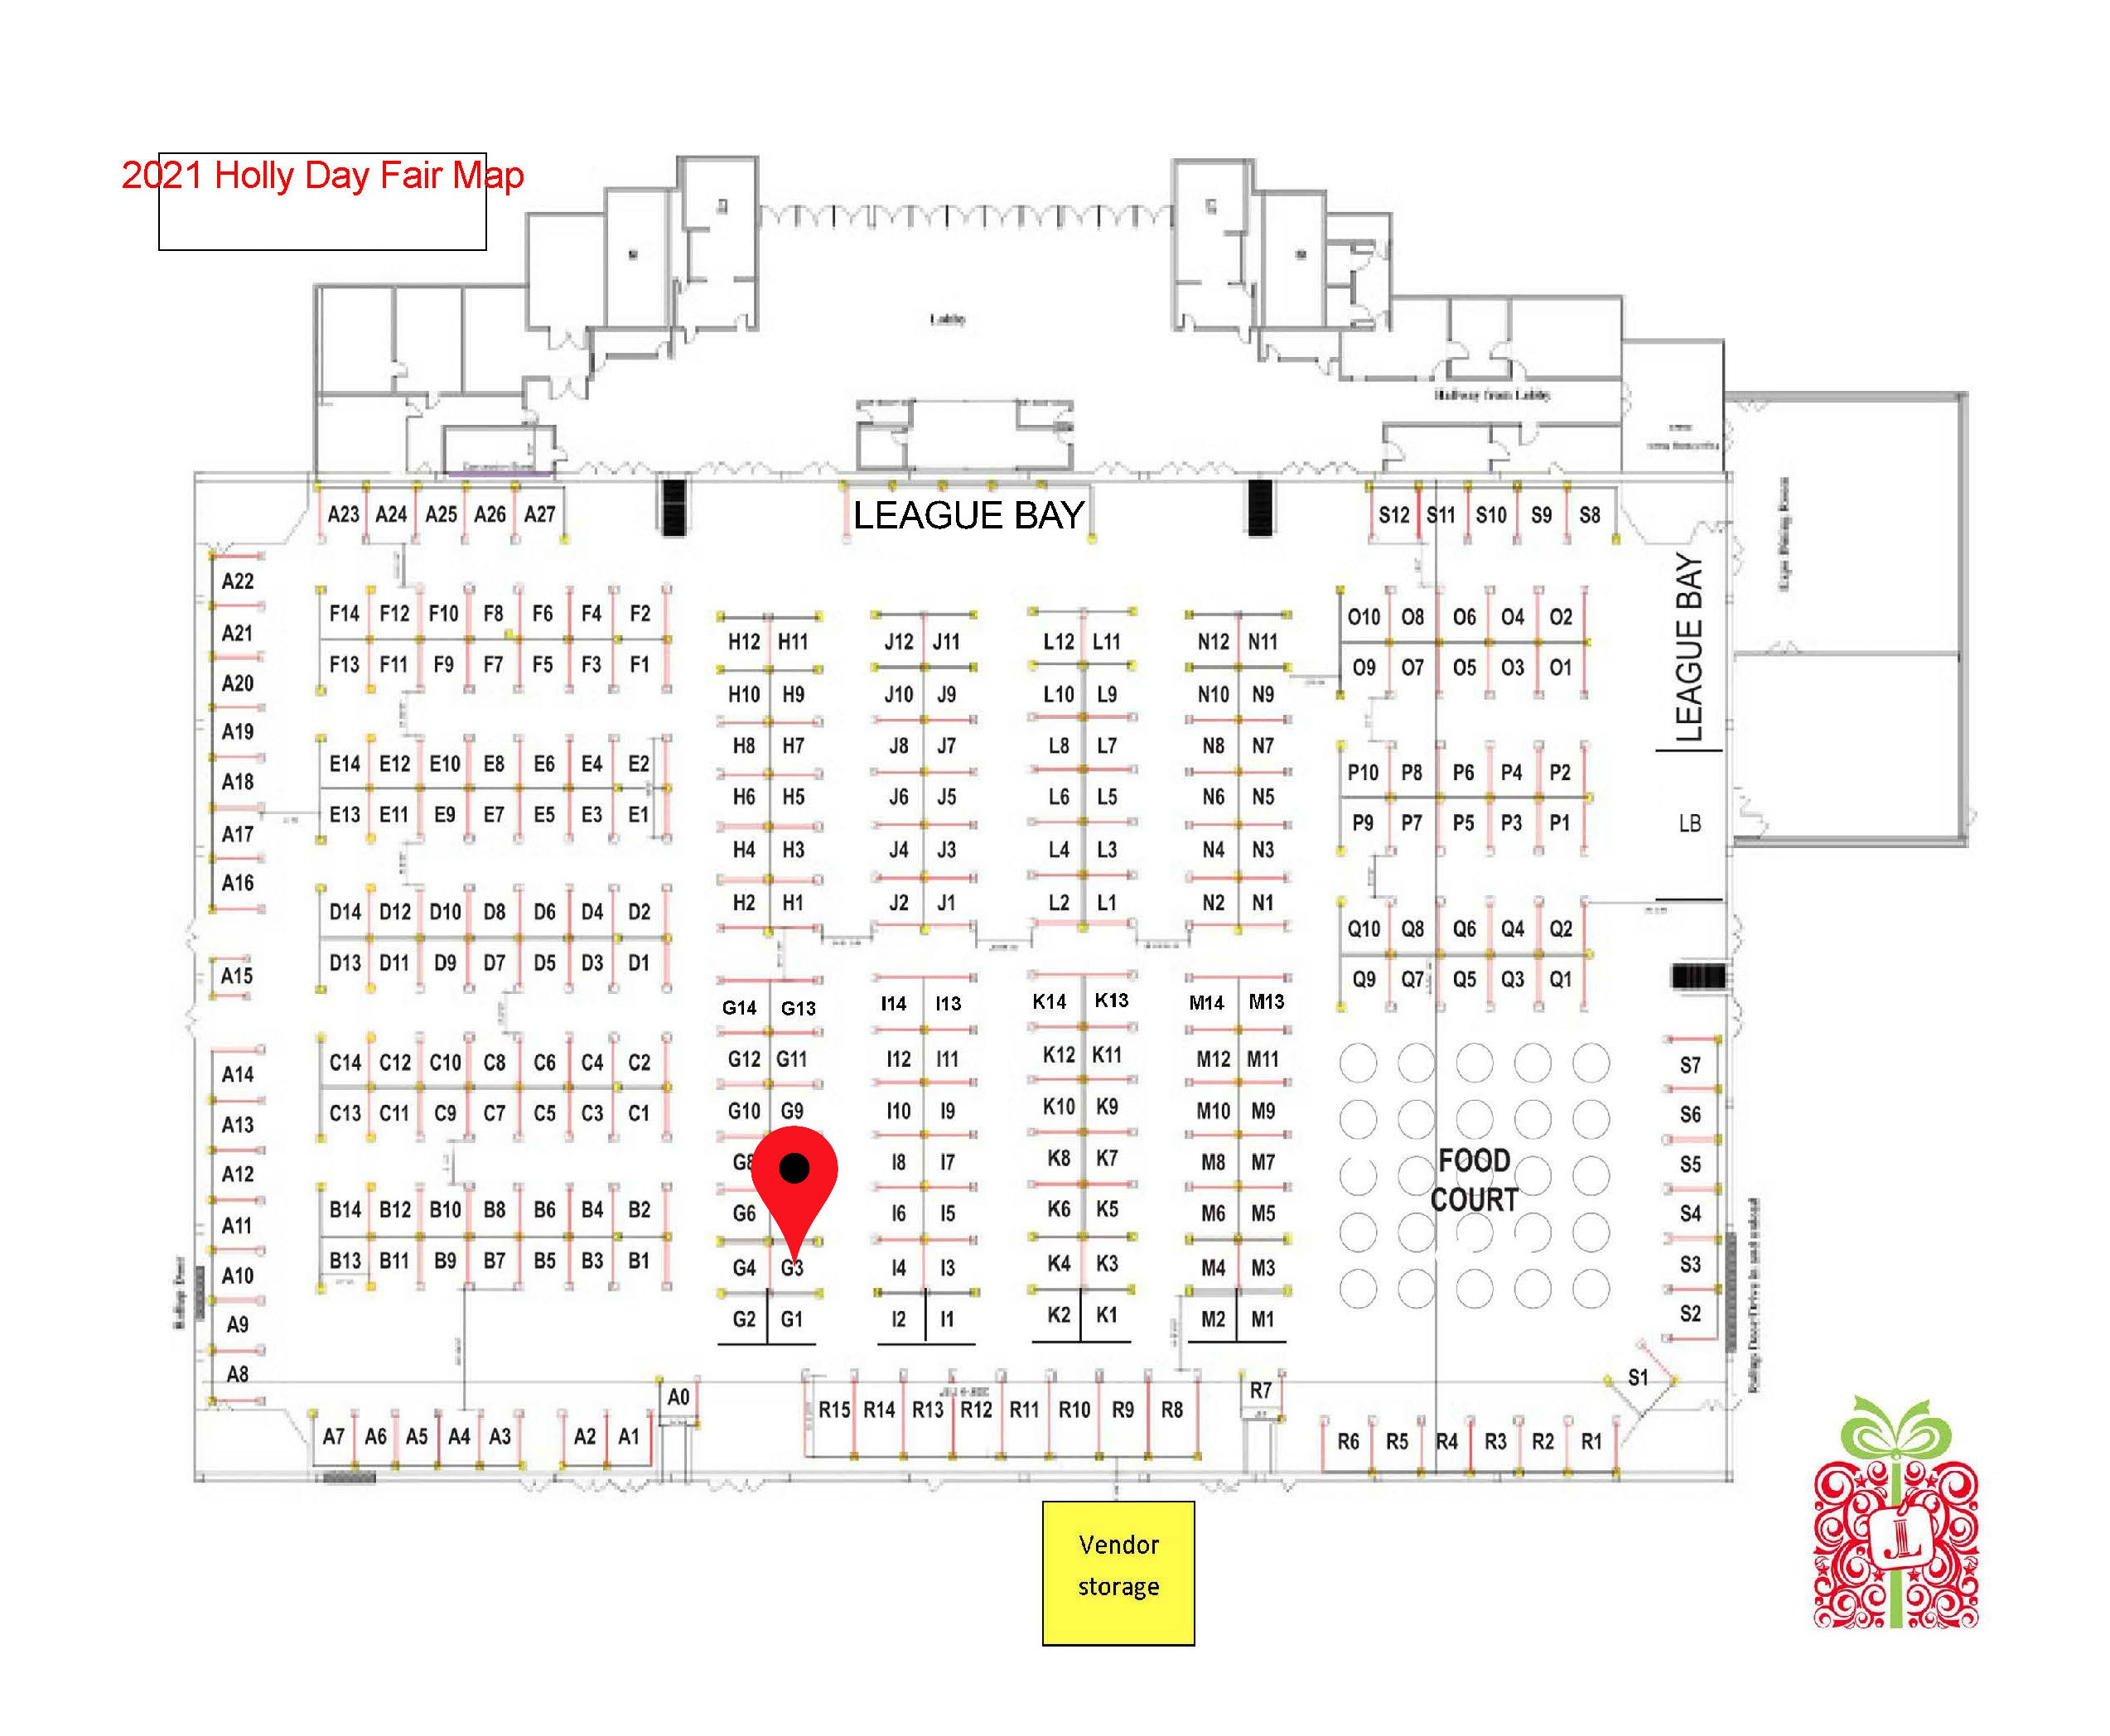 2021 Holly Day Fair Map
Lobby
Hallway from Lobby
LEAGUE BAY
A23 A24 A25 A26 A27
S12 S11 S10 S9 S8
A22
A21
A20
A19
A18
A17
A16
A15
A14
A13
A12
A11
A10
A9
A8
F14 F12 F10 F8 F6 F4 F2
F13 F11 F9 F7 F5 F3 F1
E14 E12 E10 E8 E6 E4 E2
E13 E11 E9 E7 E5 E3 E1
D14 D12 D10 D8 D6 D4 D2
D13 D11 D9 D7 D5 D3 D1
C14 C12 C10 C8 C6 C4 C2
C13 C11 C9 C7 C5 C3 C1
B14 B12 B10 B8 B6 B4 B2
B13 B11 B9 B7 B5 B3 B1
H12 H11 J12 J11 L12 L11 N12 N11
H10 H9 J10 J9 L10 L9 N10 N9
H8 H7 J8 J7 L8 L7 N8 N7
H6 H5 J6 J5 L6 L5 N6 N5
H4 H3 J4 J3 L4 L3 N4 N3
H2 H1 J2 J1 L2 L1 N2 N1
G14 G13 I14 I13 K14 K13 M14 M13
G12 G11 I12 I11 K12 K11 M12 M11
G10 G9 I10 I9 K10 K9 M10 M9
G8 I8 I7 K8 K7 M8 M7
G6 I6 I5 K6 K5 M6 M5
G4 G3 I4 I3 K4 K3 M4 M3
G2 G1 I2 I1 K2 K1 M2 M1
O10 O8 O6 O4 O2
O9 O7 O5 O3 O1
P10 P8 P6 P4 P2
P9 P7 P5 P3 P1
Q10 Q8 Q6 Q4 Q2
Q9 Q7 Q5 Q3 Q1
LEAGUE BAY
LB
FOOD
COURT
S7
S6
S5
S4
S3
S2
S1
A7 A6 A5 A4 A3 A2 A1
A0
R15 R14 R13 R12 R11 R10 R9 R8
R7
R6 R5 R4 R3 R2 R1
Vendor
storage
JL